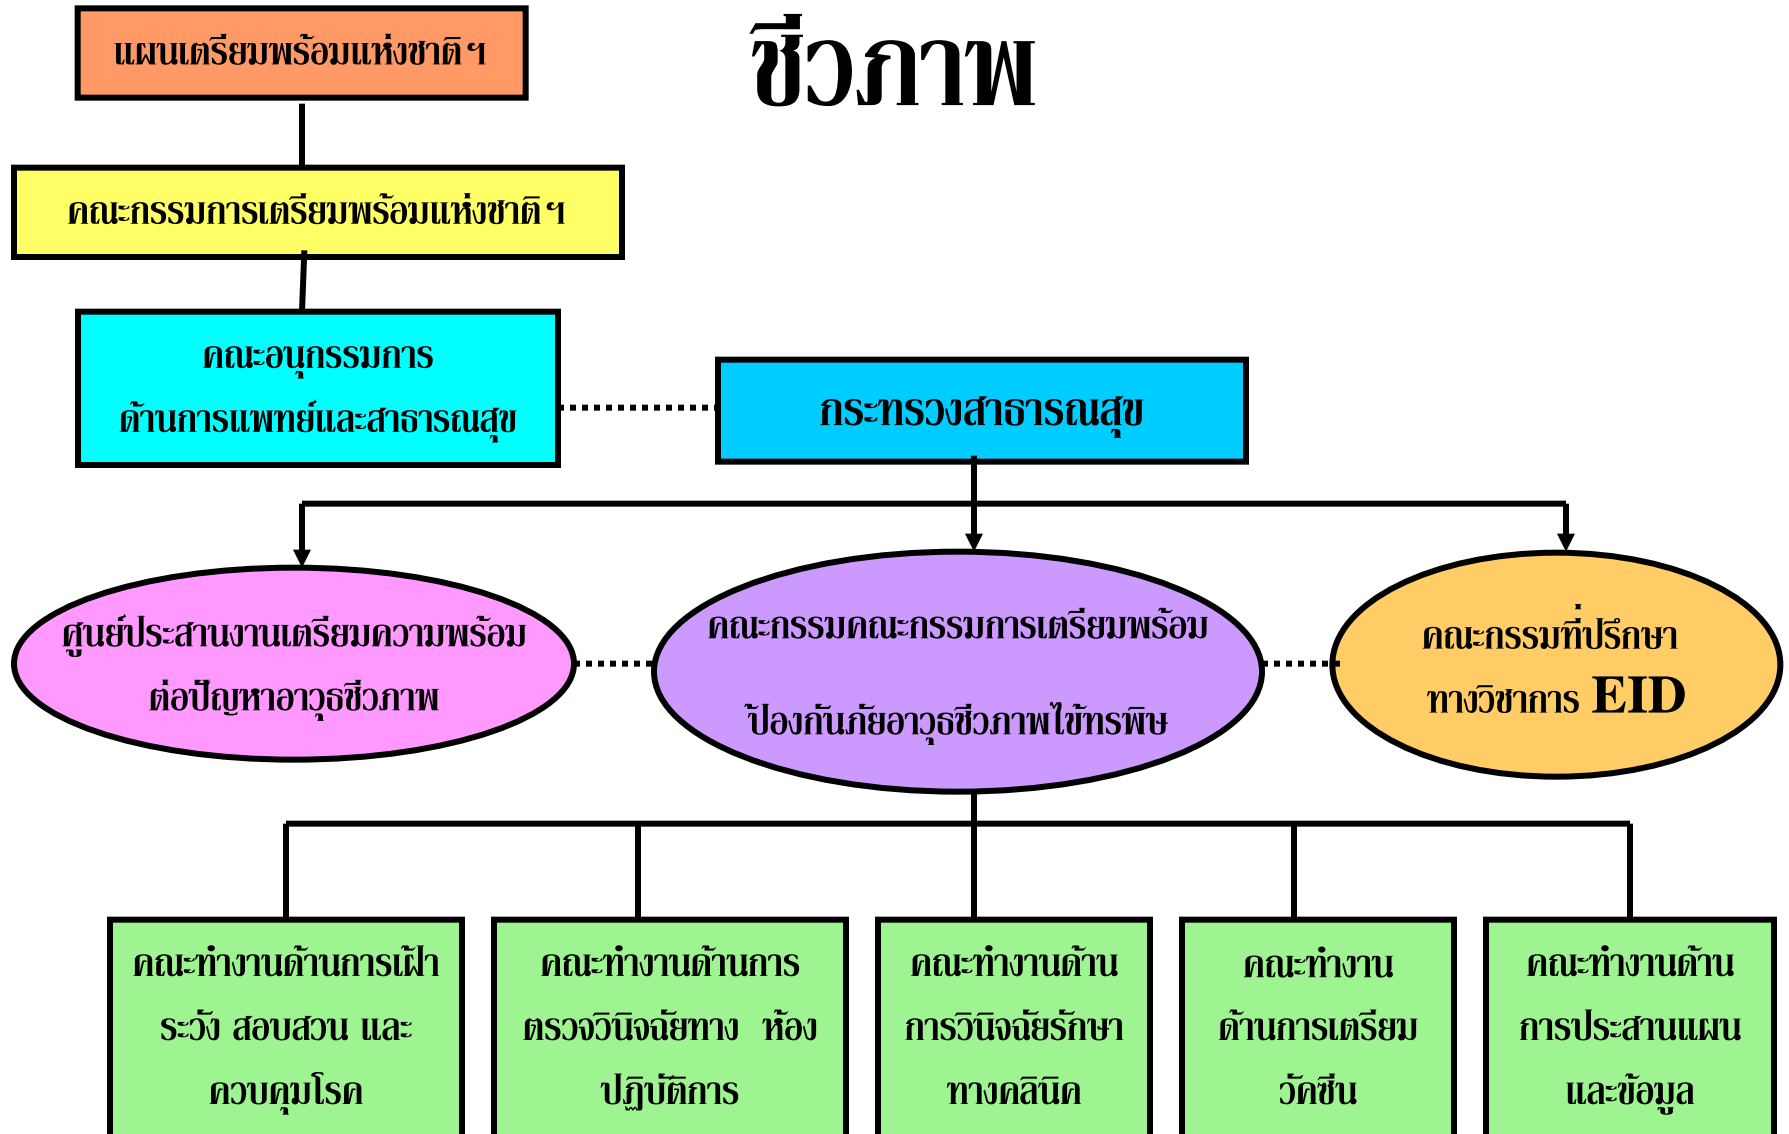 ชีวภาพ
แผนเตรียมพร้อมแห่งชาติฯ
คณะกรรมการเตรียมพร้อมแห่งชาติฯ
คณะอนุกรรมการ
ด้านการแพทย์และสาธารณสุข
กระทรวงสาธารณสุข
ศูนย์ประสานงานเตรียมความพร้อม
ต่อปัญหาอาวุธชีวภาพ
คณะกรรมคณะกรรมการเตรียมพร้อม
ป้องกันภัยอาวุธชีวภาพไข้ทรพิษ
คณะกรรมที่ปรึกษา
ทางวิชาการ EID
คณะทำงานด้านการเฝ้า
ระวัง สอบสวน และ
ควบคุมโรค
คณะทำงานด้านการ
ตรวจวินิจฉัยทาง ห้อง
ปฏิบัติการ
คณะทำงานด้าน
การวินิจฉัยรักษา
ทางคลินิค
คณะทำงาน
ด้านการเตรียม
วัคซีน
คณะทำงานด้าน
การประสานแผน
และข้อมูล